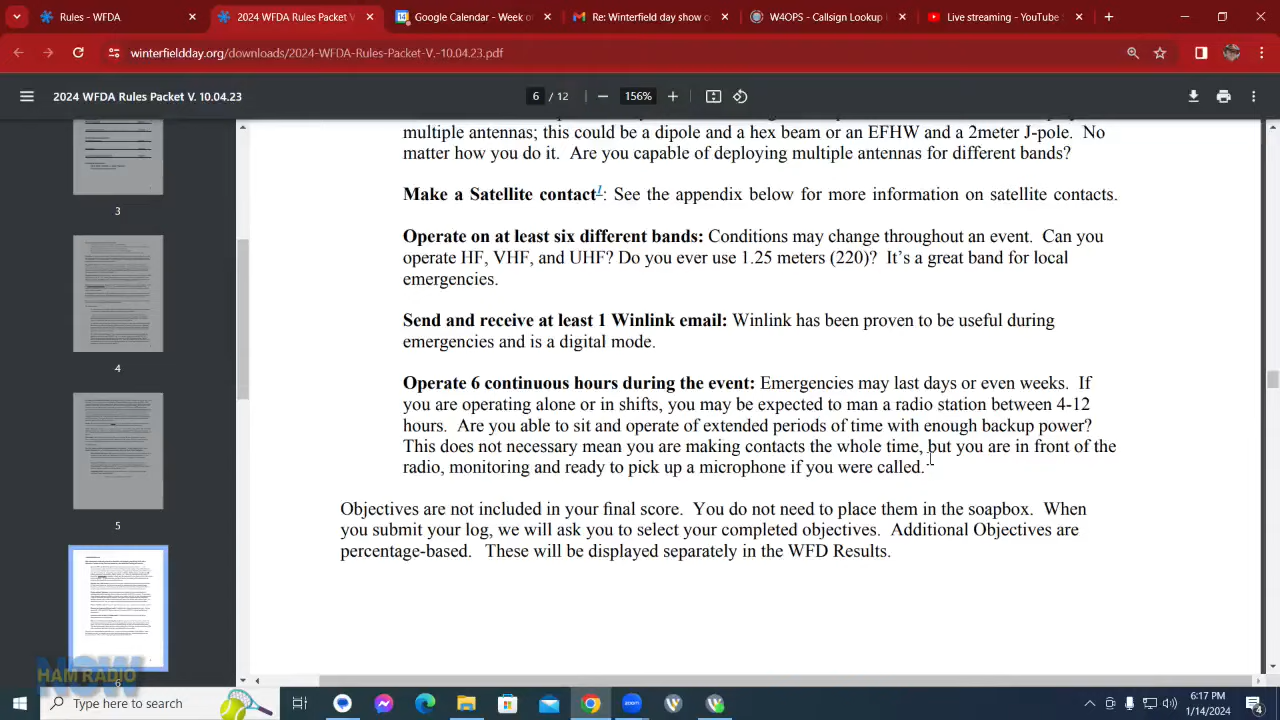 Rules - WFDA
2024 WFDA Rules Packet V
Google Calendar - Week o
Re: Winterfield day show o
W4OPS - Callsign Lookup
Live streaming - YouTube
winterfieldday.org/downloads/2024-WFDA-Rules-Packet-V.-10.04.23.pdf
2024 WFDA Rules Packet V. 10.04.23
6 / 12
156%
multiple antennas; this could be a dipole and a hex beam or an EFHW and a 2meter J-pole. No
matter how you do it. Are you capable of deploying multiple antennas for different bands?
Make a Satellite contact1: See the appendix below for more information on satellite contacts.
Operate on at least six different bands: Conditions may change throughout an event. Can you
operate HF, VHF, and UHF? Do you ever use 1.25 meters (220)? It's a great band for local
emergencies.
Send and receive at least 1 Winlink email: Winlink has been proven to be useful during
emergencies and is a digital mode.
Operate 6 continuous hours during the event: Emergencies may last days or even weeks. If
you are operating alone or in shifts, you may be expected to man a radio station between 4-12
hours. Are you able to sit and operate of extended periods of time with enough backup power?
This does not necessary mean you are making contacts the whole time, but you are in front of the
radio, monitoring and ready to pick up a microphone if you were called.
Objectives are not included in your final score. You do not need to place them in the soapbox. When
you submit your log, we will ask you to select your completed objectives. Additional Objectives are
percentage-based. These will be displayed separately in the WFD Results.
3
4
5
6
HAM RADIO
NOW
Type here to search
zoom
6:17 PM
1/14/2024
4